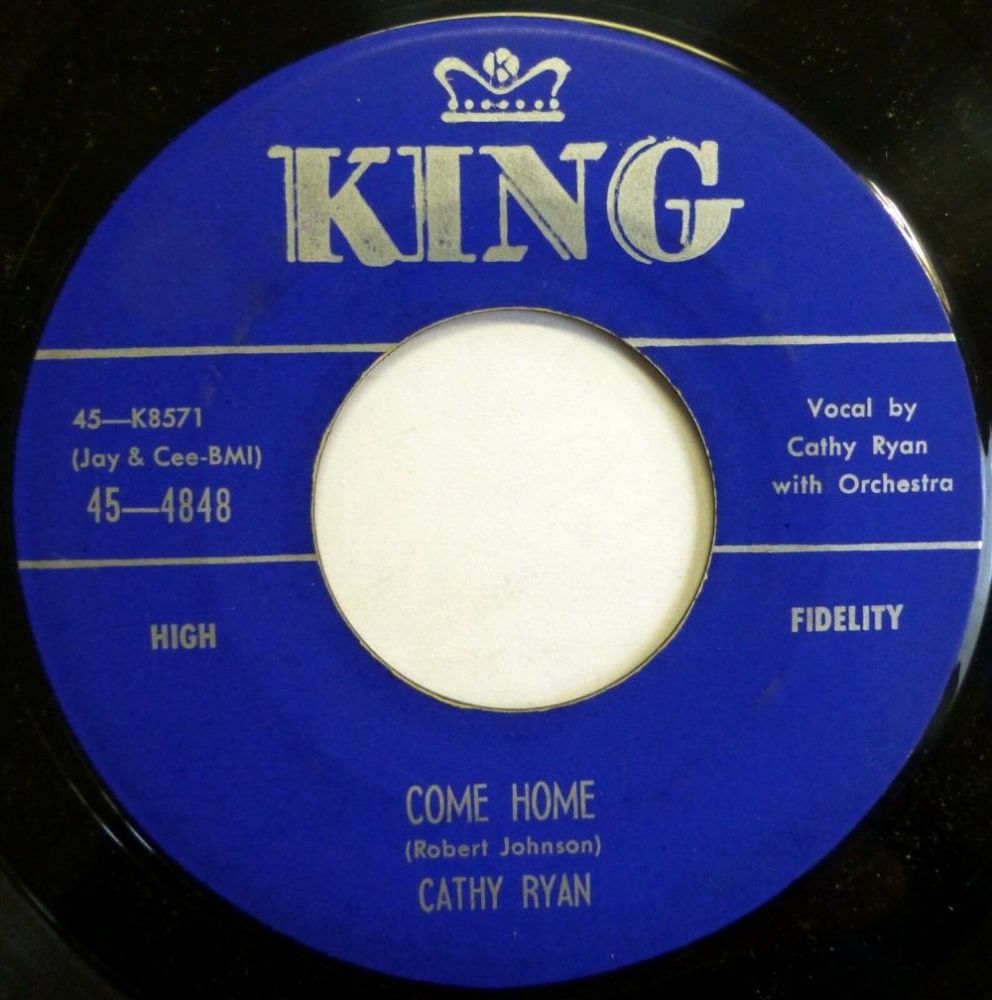 K
KING
45—K8571
(Jay & Cee-BMI)
45—4848
Vocal by
Cathy Ryan
with Orchestra
HIGH
FIDELITY
COME HOME
(Robert Johnson)
CATHY RYAN